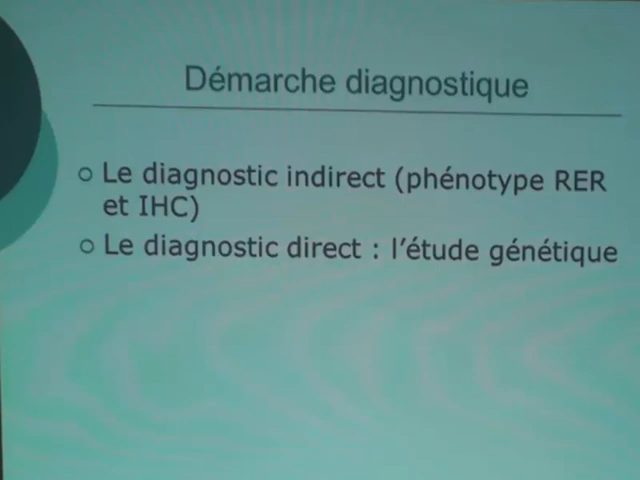 Démarche diagnostique
Le diagnostic indirect (phénotype RER
et IHC)
Le diagnostic direct : l'étude génétique